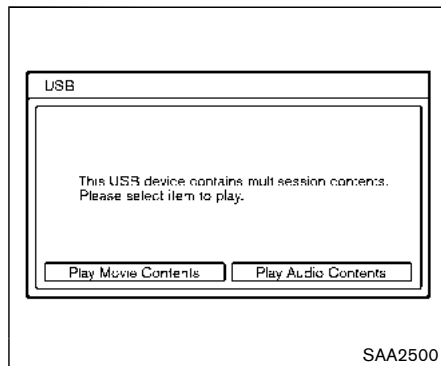 USB
This USB device contains multi session contents.
Please select item to play.
Play Movie Contents
Play Audio Contents
SAA2500